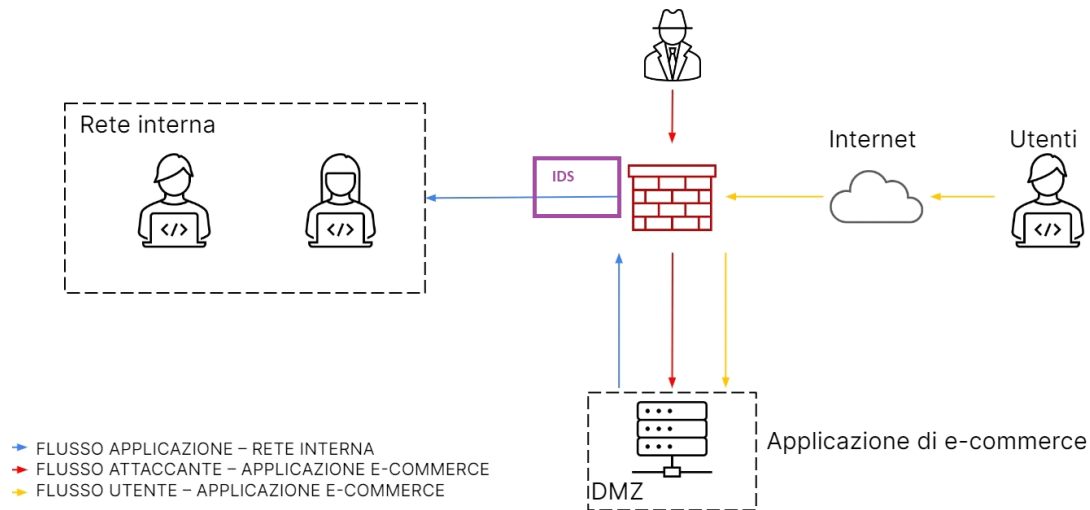 Rete interna
</>
</>
IDS
Internet
Utenti
</>
DMZ
Applicazione di e-commerce
FLUSSO APPLICAZIONE – RETE INTERNA
FLUSSO ATTACCANTE – APPLICAZIONE E-COMMERCE
FLUSSO UTENTE – APPLICAZIONE E-COMMERCE